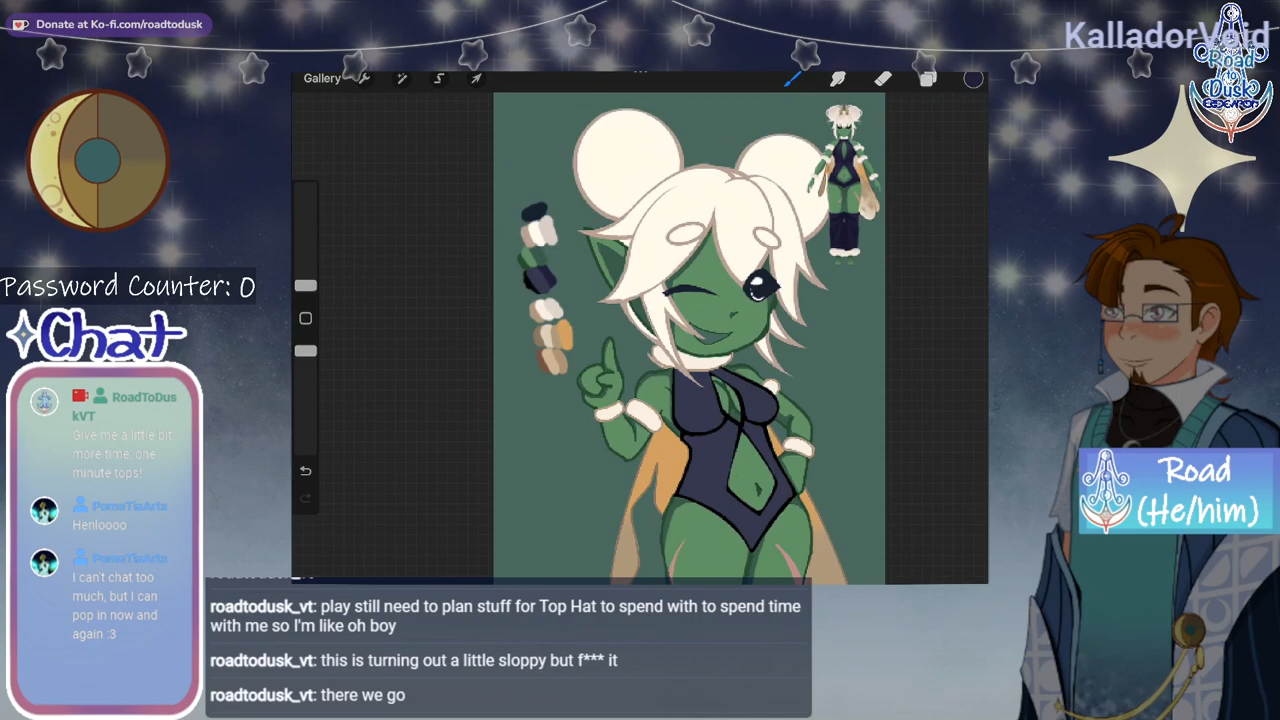 Donate at Ko-fi.com/roadtodusk
KalladorVoid
Road
to
Dusk
Gallery
Password Counter: 0
Chat
RoadToDus
kVT
Give me a little bit
more time, one
minute tops!
PomeTiaArts
Henloooo
PomeTiaArts
I can't chat too
much, but I can
pop in now and
again :3
Road
(He/him)
roadtodusk_vt: play still need to plan stuff for Top Hat to spend with to spend time
with me so I'm like oh boy
roadtodusk_vt: this is turning out a little sloppy but f*** it
roadtodusk_vt: there we go